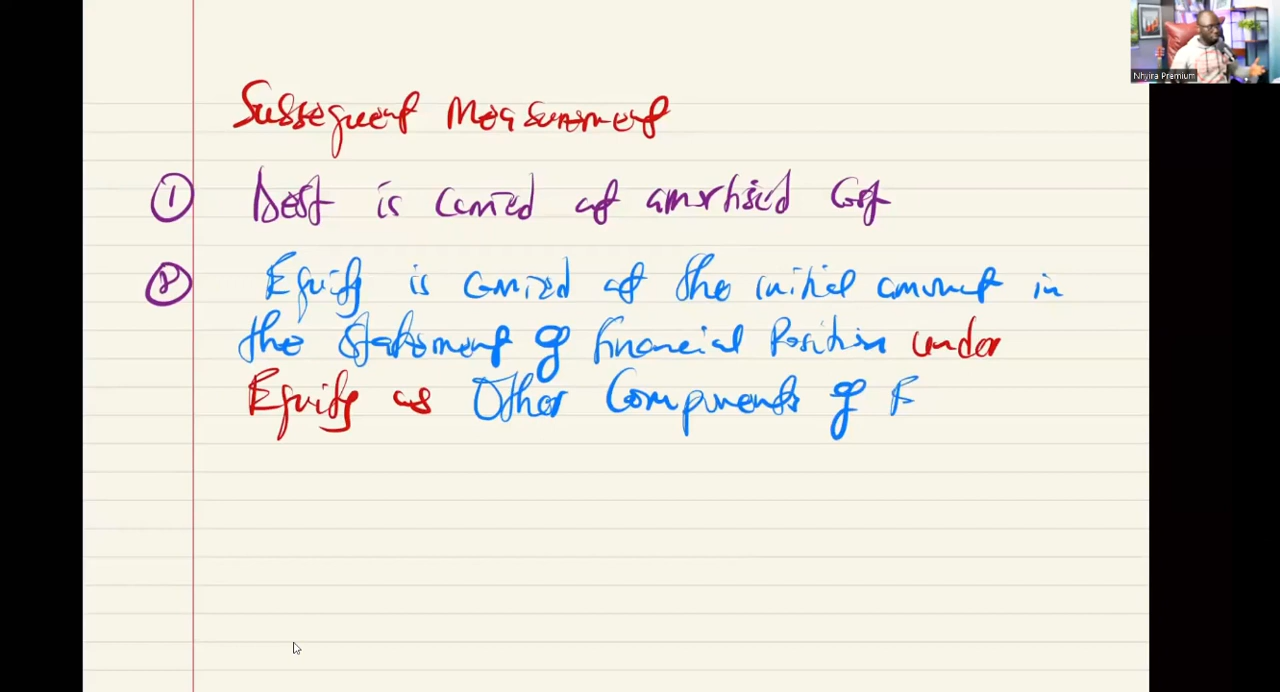 Nhyira Premium
Subsequent Measurement
1 Debt is carried at amortised Cost
2 Equity is carried at the initial amount in
the Statement of financial Position under
Equity as Other Components of E